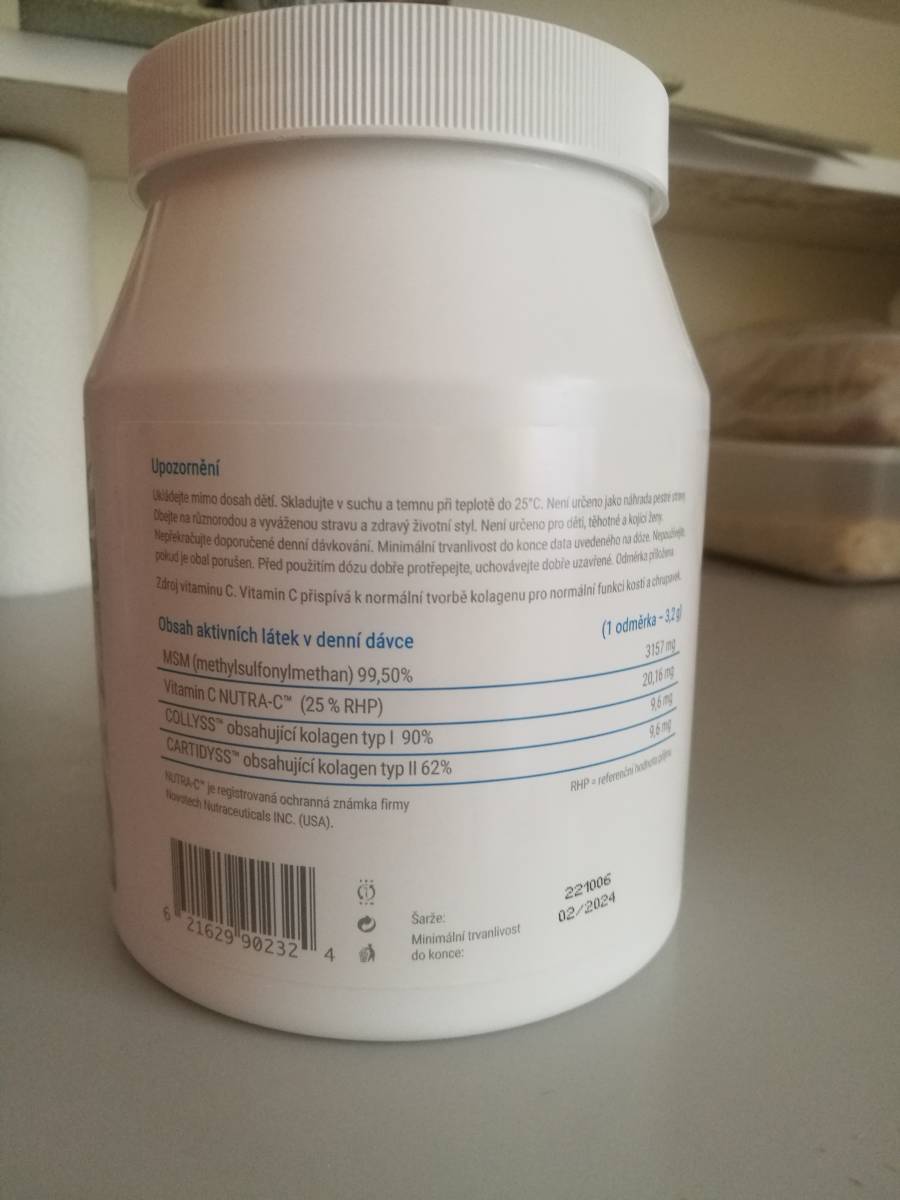 Upozornění
Ukládejte mimo dosah dětí. Skladujte v suchu a temnu při teplotě do 25°C. Není určeno jako náhrada pestré stravy.
Dbejte na různorodou a vyváženou stravu a zdravý životní styl. Není určeno pro děti, těhotné a kojící ženy.
Nepřekračujte doporučené denní dávkování. Minimální trvanlivost do konce data uvedeného na dóze. Nepoužívejte,
pokud je obal porušen. Před použitím dózu dobře protřepejte, uchovávejte dobře uzavřené. Odměrka přiložena
Zdroj vitaminu C. Vitamin C přispívá k normální tvorbě kolagenu pro normální funkci kostí a chrupavek.
Obsah aktivních látek v denní dávce (1 odměrka - 3,2 g)
MSM (methylsulfonylmethan) 99,50% 3157 mg
Vitamin C NUTRA-C™ (25 % RHP) 20,16 mg
COLLYSS™ obsahující kolagen typ I 90% 9,6 mg
CARTIDYSS™ obsahující kolagen typ II 62% 9,6 mg
RHP = referenční hodnota příjmu
NUTRA-C™ je registrovaná ochranná známka firmy
Novotech Nutraceuticals INC. (USA).
6 21629 90232 4
Šarže: 221006
Minimální trvanlivost
do konce: 02/2024